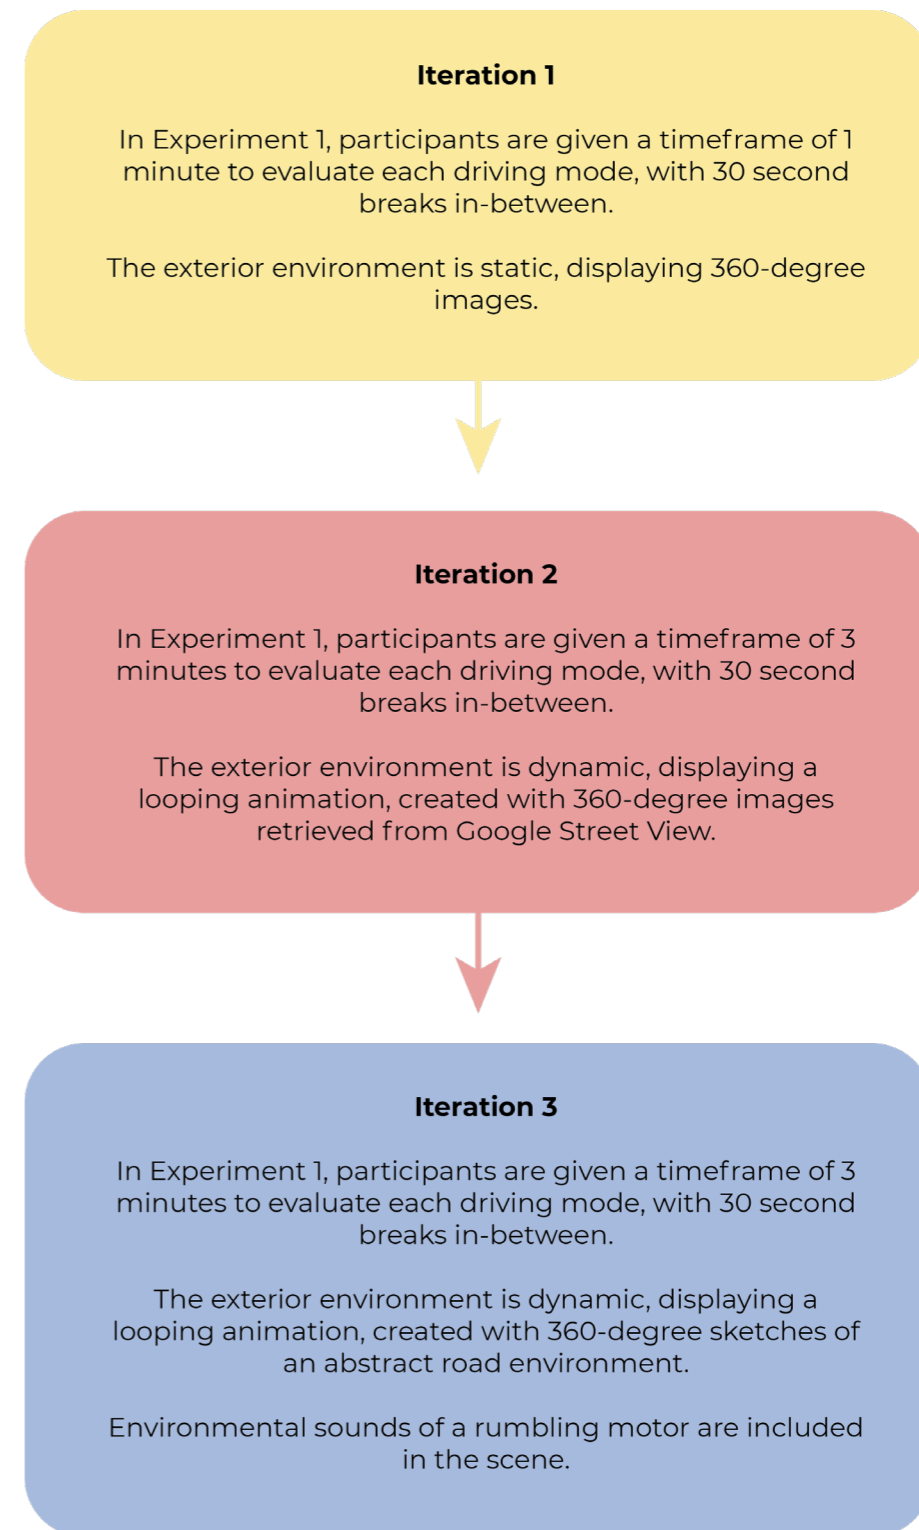 Iteration 1
In Experiment 1, participants are given a timeframe of 1
minute to evaluate each driving mode, with 30 second
breaks in-between.
The exterior environment is static, displaying 360-degree
images.
Iteration 2
In Experiment 1, participants are given a timeframe of 3
minutes to evaluate each driving mode, with 30 second
breaks in-between.
The exterior environment is dynamic, displaying a
looping animation, created with 360-degree images
retrieved from Google Street View.
Iteration 3
In Experiment 1, participants are given a timeframe of 3
minutes to evaluate each driving mode, with 30 second
breaks in-between.
The exterior environment is dynamic, displaying a
looping animation, created with 360-degree sketches of
an abstract road environment.
Environmental sounds of a rumbling motor are included
in the scene.